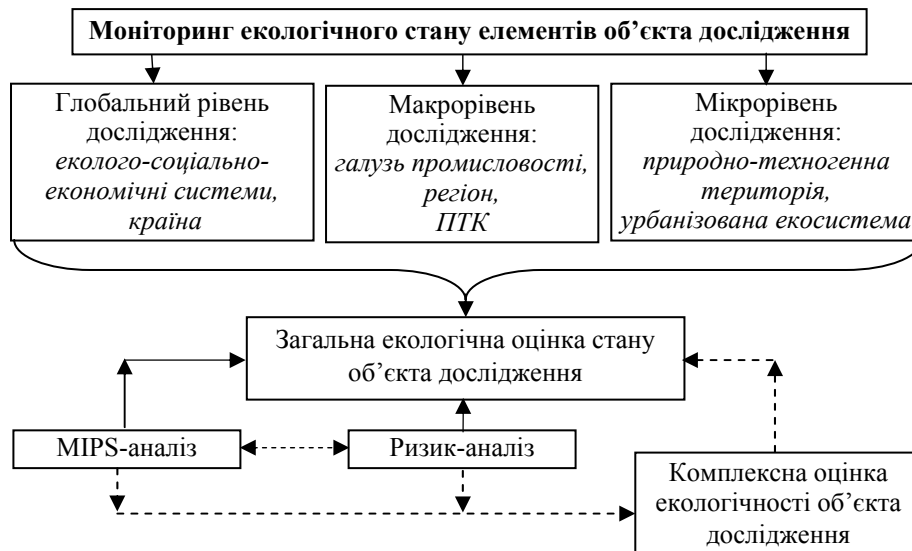 Моніторинг екологічного стану елементів об’єкта дослідження
Глобальний рівень
дослідження:
еколого-соціально-
економічні системи,
країна
Макрорівень
дослідження:
галузь промисловості,
регіон,
ПТК
Мікрорівень
дослідження:
природно-техногенна
територія,
урбанізована екосистема
Загальна екологічна оцінка стану
об’єкта дослідження
MIPS-аналіз
Ризик-аналіз
Комплексна оцінка
екологічності об’єкта
дослідження